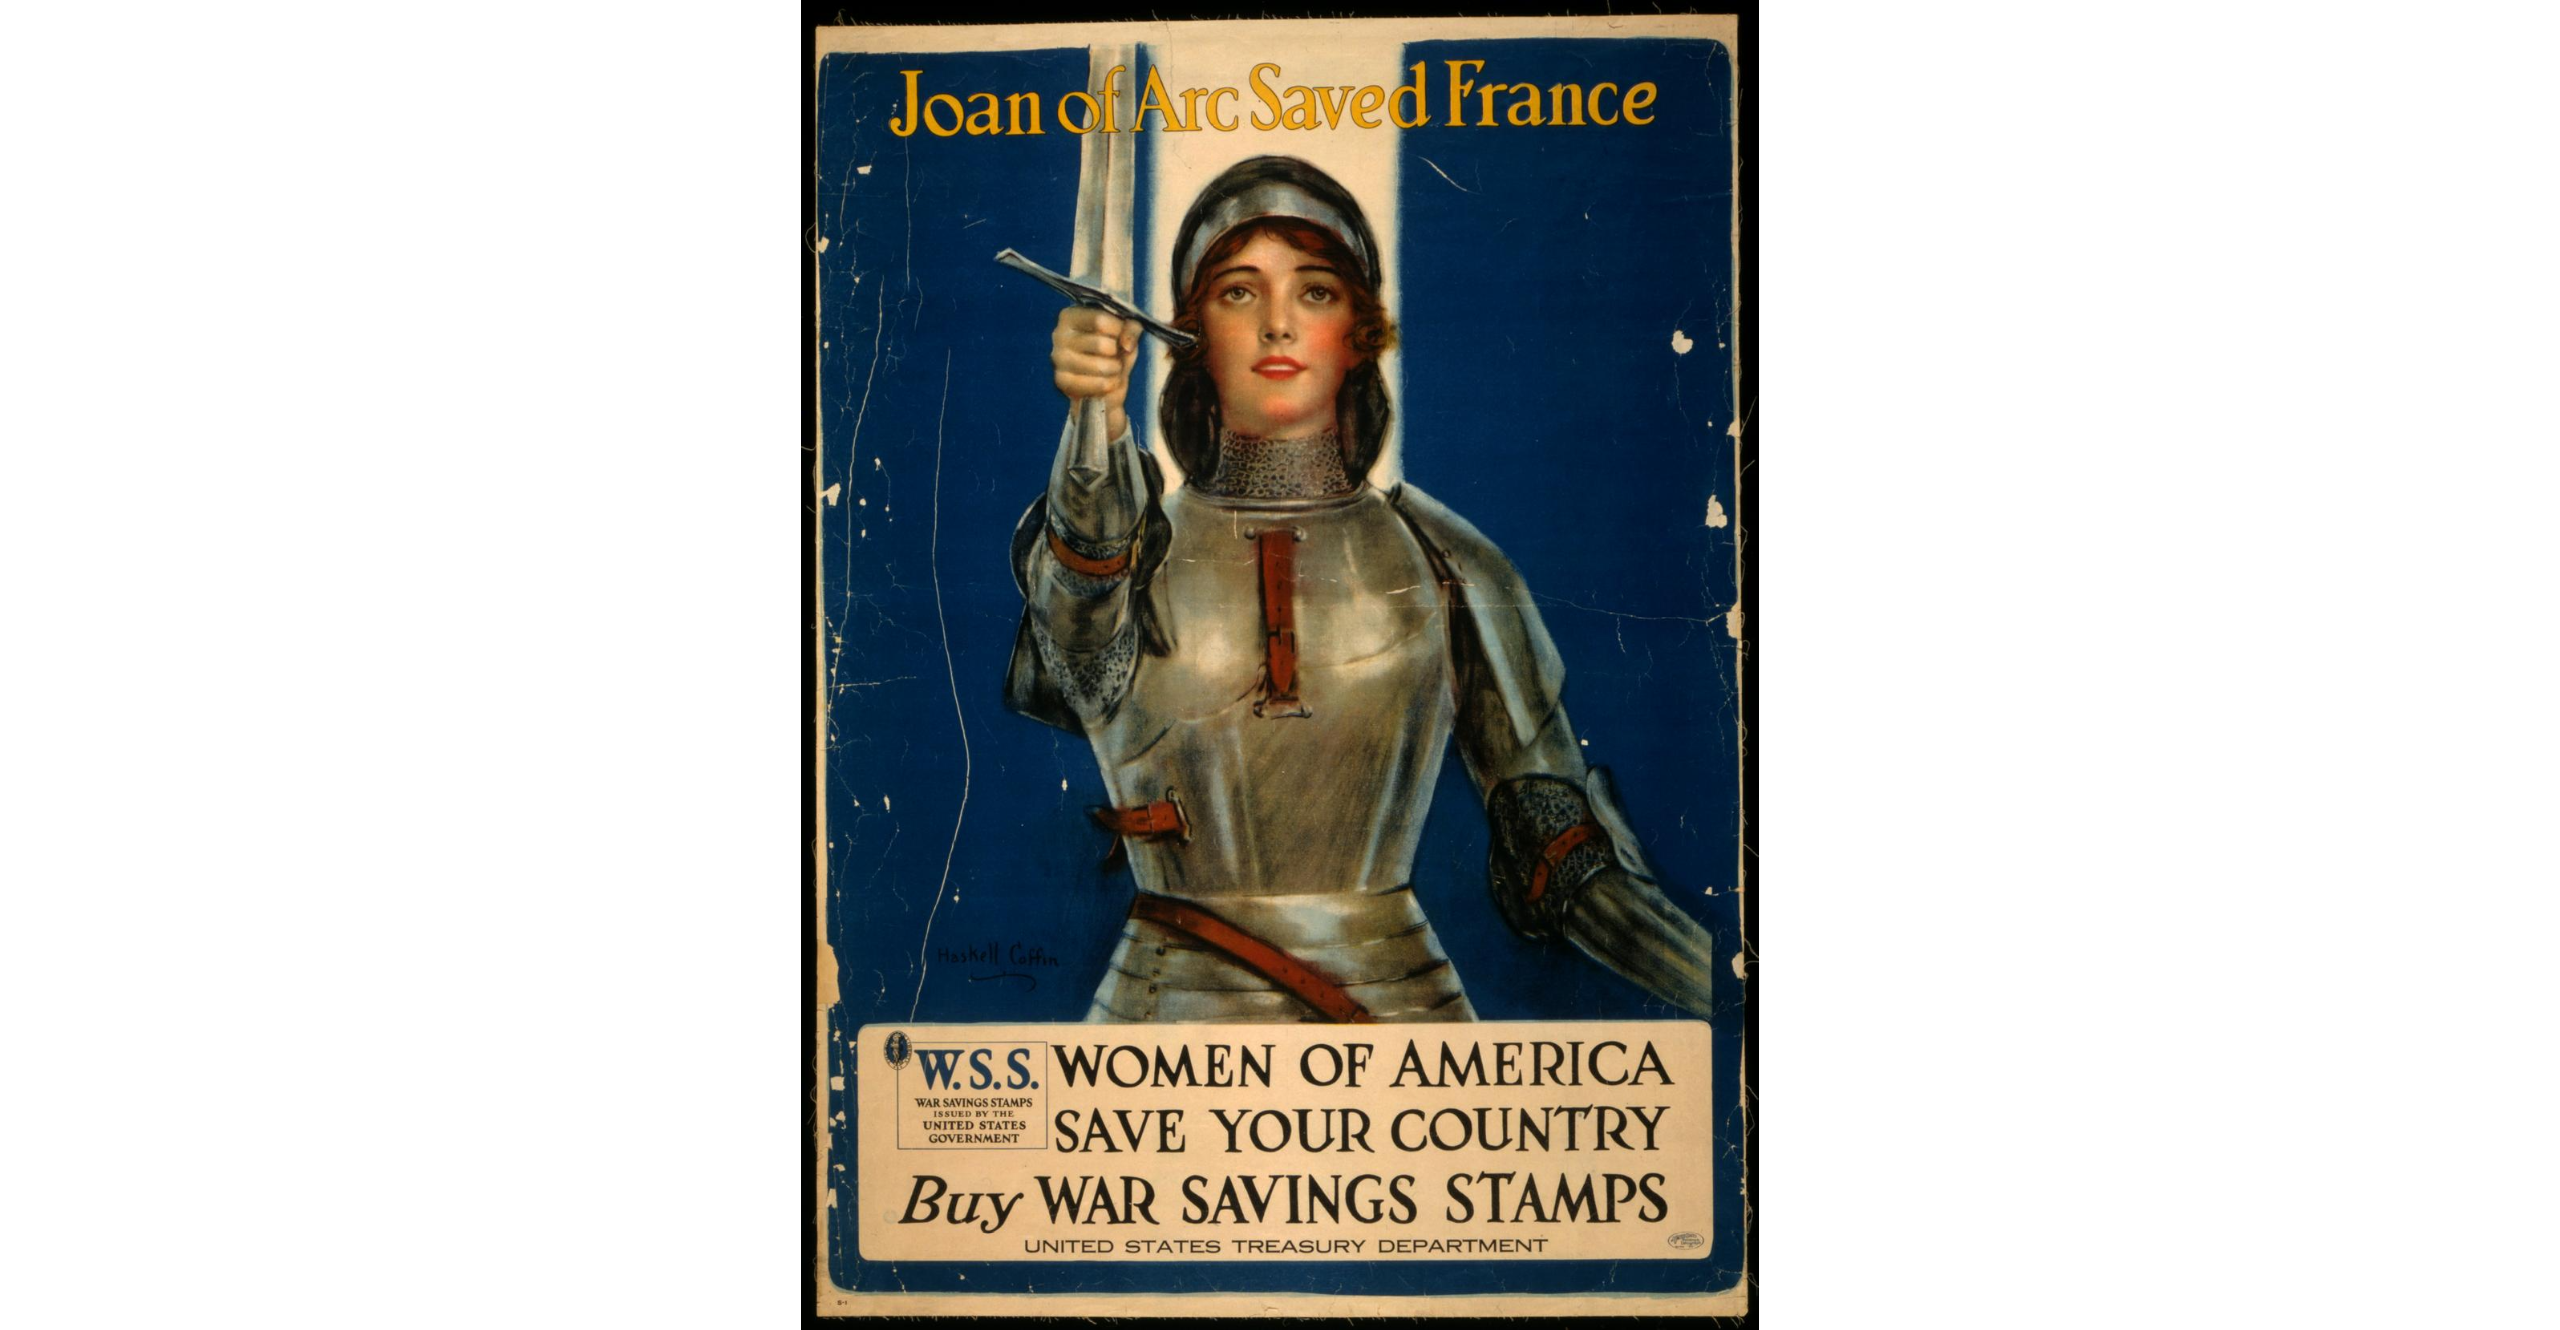 Joan of Arc Saved France
Haskell Coffin
W.S.S.
WAR SAVINGS STAMPS
ISSUED BY THE
UNITED STATES
GOVERNMENT
WOMEN OF AMERICA
SAVE YOUR COUNTRY
Buy WAR SAVINGS STAMPS
UNITED STATES TREASURY DEPARTMENT